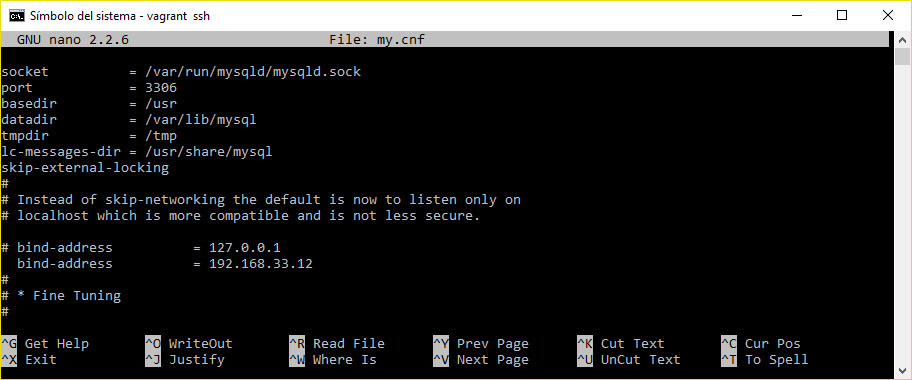 Símbolo del sistema - vagrant  ssh
GNU nano 2.2.6                         File: my.cnf
socket          = /var/run/mysqld/mysqld.sock
port            = 3306
basedir         = /usr
datadir         = /var/lib/mysql
tmpdir          = /tmp
lc-messages-dir = /usr/share/mysql
skip-external-locking
#
# Instead of skip-networking the default is now to listen only on
# localhost which is more compatible and is not less secure.
# bind-address          = 127.0.0.1
  bind-address          = 192.168.33.12
#
# * Fine Tuning
#
^G Get Help     ^O WriteOut     ^R Read File    ^Y Prev Page    ^K Cut Text     ^C Cur Pos
^X Exit         ^J Justify      ^W Where Is     ^V Next Page    ^U UnCut Text   ^T To Spell